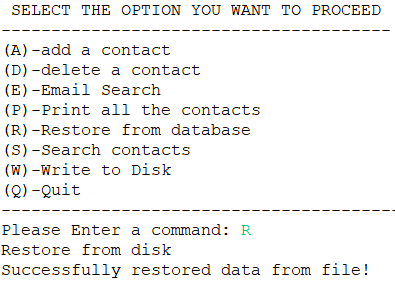 SELECT THE OPTION YOU WANT TO PROCEED
---------------------------------------
(A)-add a contact
(D)-delete a contact
(E)-Email Search
(P)-Print all the contacts
(R)-Restore from database
(S)-Search contacts
(W)-Write to Disk
(Q)-Quit
----------------------------------------
Please Enter a command: R
Restore from disk
Successfully restored data from file!